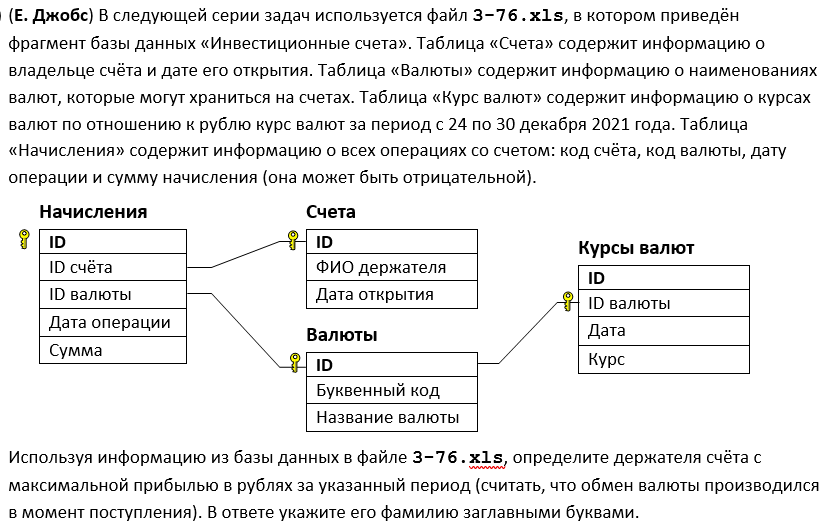 ) (Е. Джобс) В следующей серии задач используется файл 3-76.xls, в котором приведён
фрагмент базы данных «Инвестиционные счета». Таблица «Счета» содержит информацию о
владельце счёта и дате его открытия. Таблица «Валюты» содержит информацию о наименованиях
валют, которые могут храниться на счетах. Таблица «Курс валют» содержит информацию о курсах
валют по отношению к рублю курс валют за период с 24 по 30 декабря 2021 года. Таблица
«Начисления» содержит информацию о всех операциях со счетом: код счёта, код валюты, дату
операции и сумму начисления (она может быть отрицательной).
Начисления
ID
ID счёта
ID валюты
Дата операции
Сумма
Счета
ID
ФИО держателя
Дата открытия
Валюты
ID
Буквенный код
Название валюты
Курсы валют
ID
ID валюты
Дата
Курс
Используя информацию из базы данных в файле 3-76.xls, определите держателя счёта с
максимальной прибылью в рублях за указанный период (считать, что обмен валюты производился
в момент поступления). В ответе укажите его фамилию заглавными буквами.